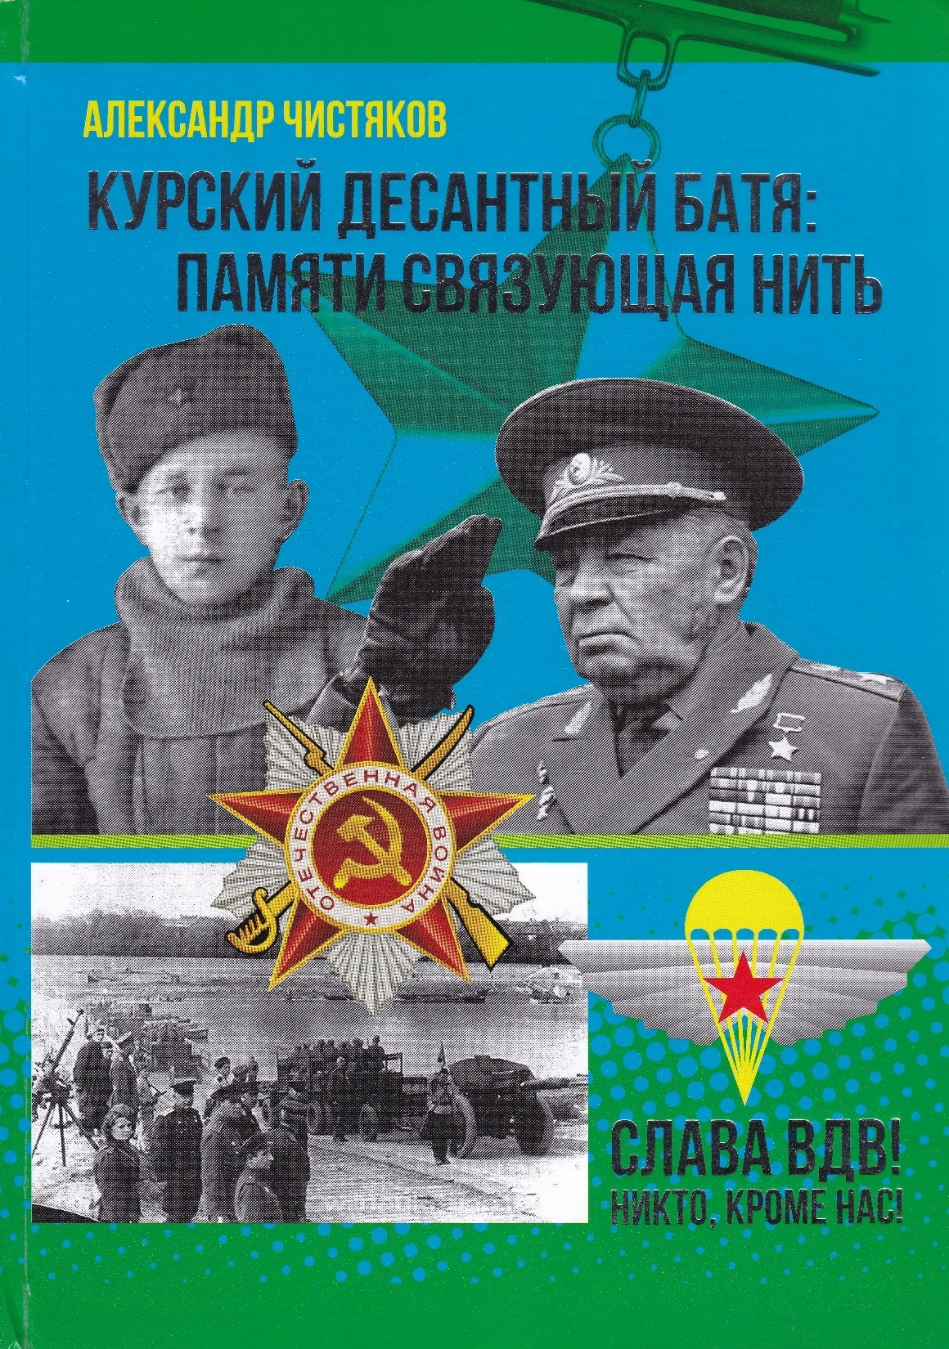 АЛЕКСАНДР ЧИСТЯКОВ
КУРСКИЙ ДЕСАНТНЫЙ БАТЯ:
ПАМЯТИ СВЯЗУЮЩАЯ НИТЬ
ОТЕЧЕСТВЕННАЯ ВОЙНА
СЛАВА ВДВ!
НИКТО, КРОМЕ НАС!